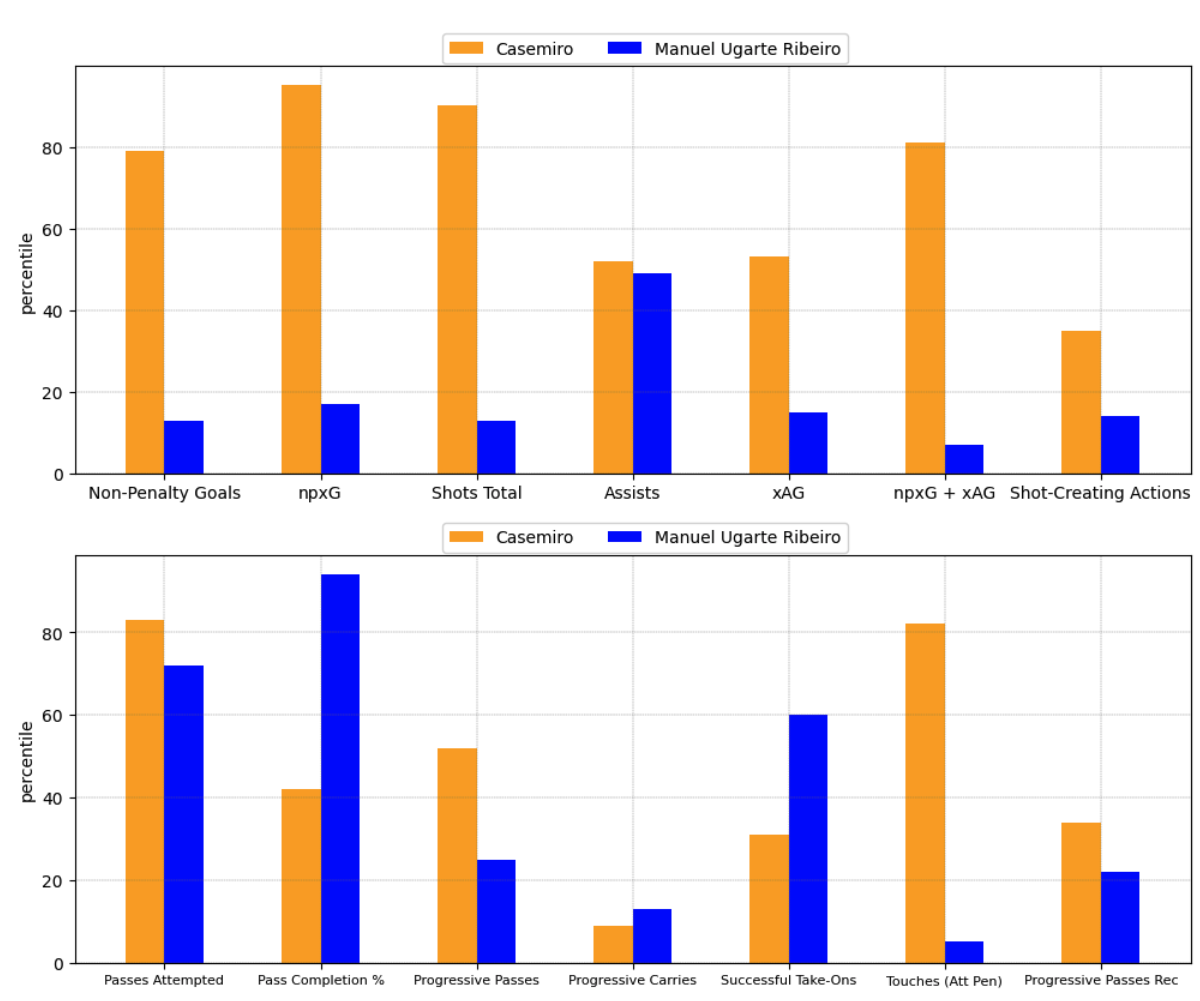 Casemiro Manuel Ugarte Ribeiro
percentile
80
60
40
20
0
Non-Penalty Goals npxG Shots Total Assists xAG npxG + xAG Shot-Creating Actions
Casemiro Manuel Ugarte Ribeiro
percentile
80
60
40
20
0
Passes Attempted Pass Completion % Progressive Passes Progressive Carries Successful Take-Ons Touches (Att Pen) Progressive Passes Rec